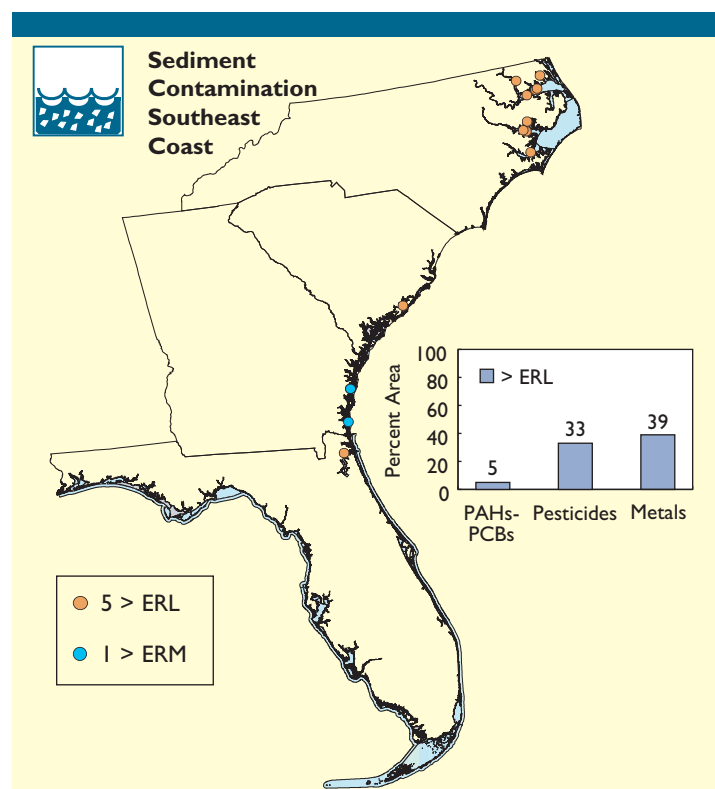 Sediment
Contamination
Southeast
Coast
Percent Area
100
80
60
40
20
0
> ERL
5
33
39
PAHs-
PCBs
Pesticides
Metals
5 > ERL
1 > ERM